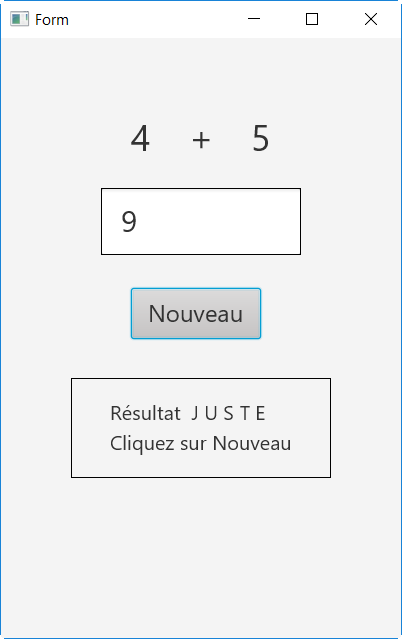 Form
4 + 5
9
Nouveau
Résultat J U S T E
Cliquez sur Nouveau